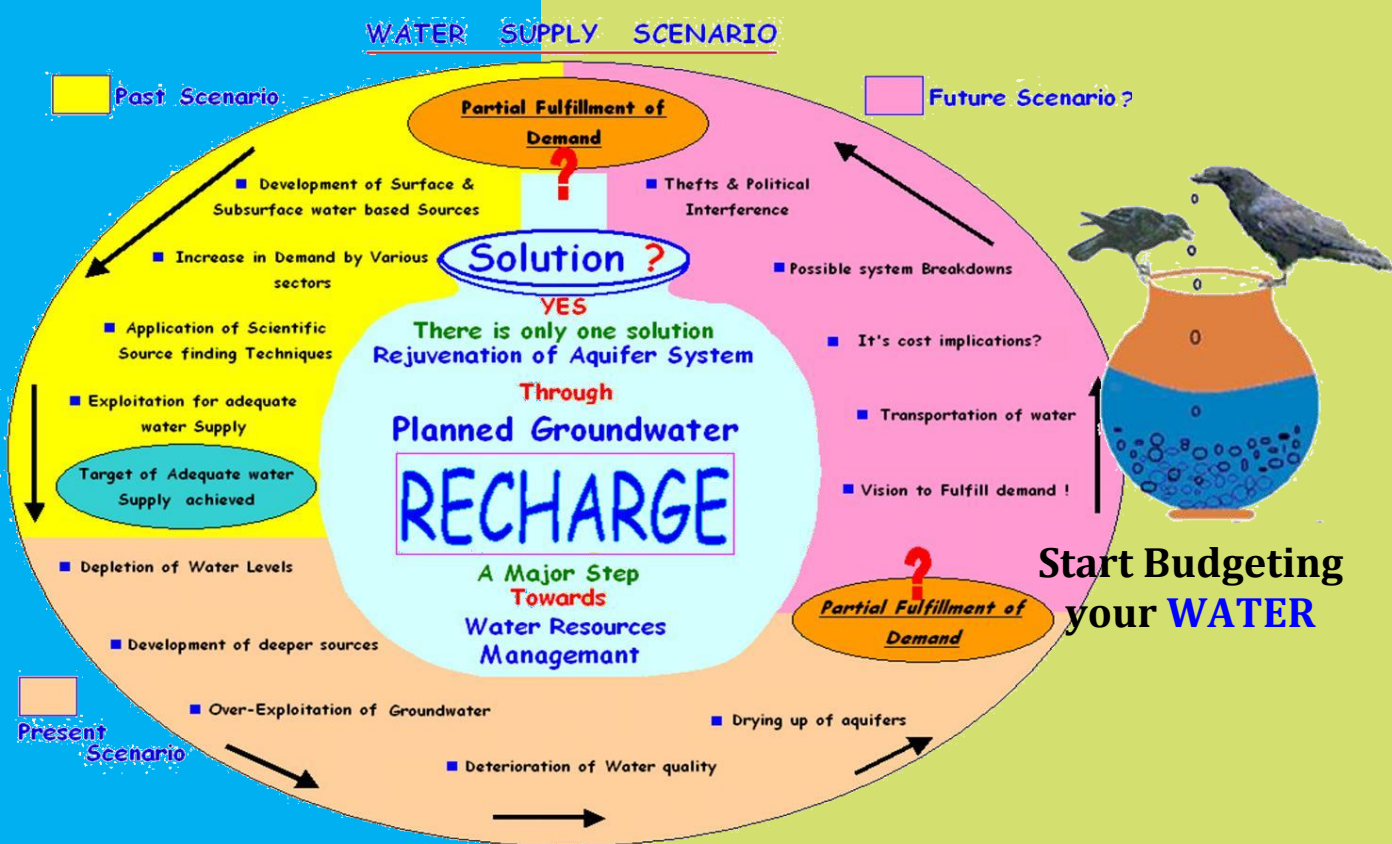 WATER SUPPLY SCENARIO
Past Scenario
Future Scenario ?
Partial Fulfillment of
Demand
?
Development of Surface &
Subsurface water based Sources
Increase in Demand by Various
sectors
Application of Scientific
Source finding Techniques
Exploitation for adequate
water Supply
Target of Adequate water
Supply achieved
Depletion of Water Levels
Development of deeper sources
Present
Scenario
Over-Exploitation of Groundwater
Deterioration of Water quality
Drying up of aquifers
?
Partial Fulfillment of
Demand
Vision to Fulfill demand !
Transportation of water
It's cost implications?
Possible system Breakdowns
Thefts & Political
Interference
Solution ?
YES
There is only one solution
Rejuvenation of Aquifer System
Through
Planned Groundwater
RECHARGE
A Major Step
Towards
Water Resources
Managemant
Start Budgeting
your WATER